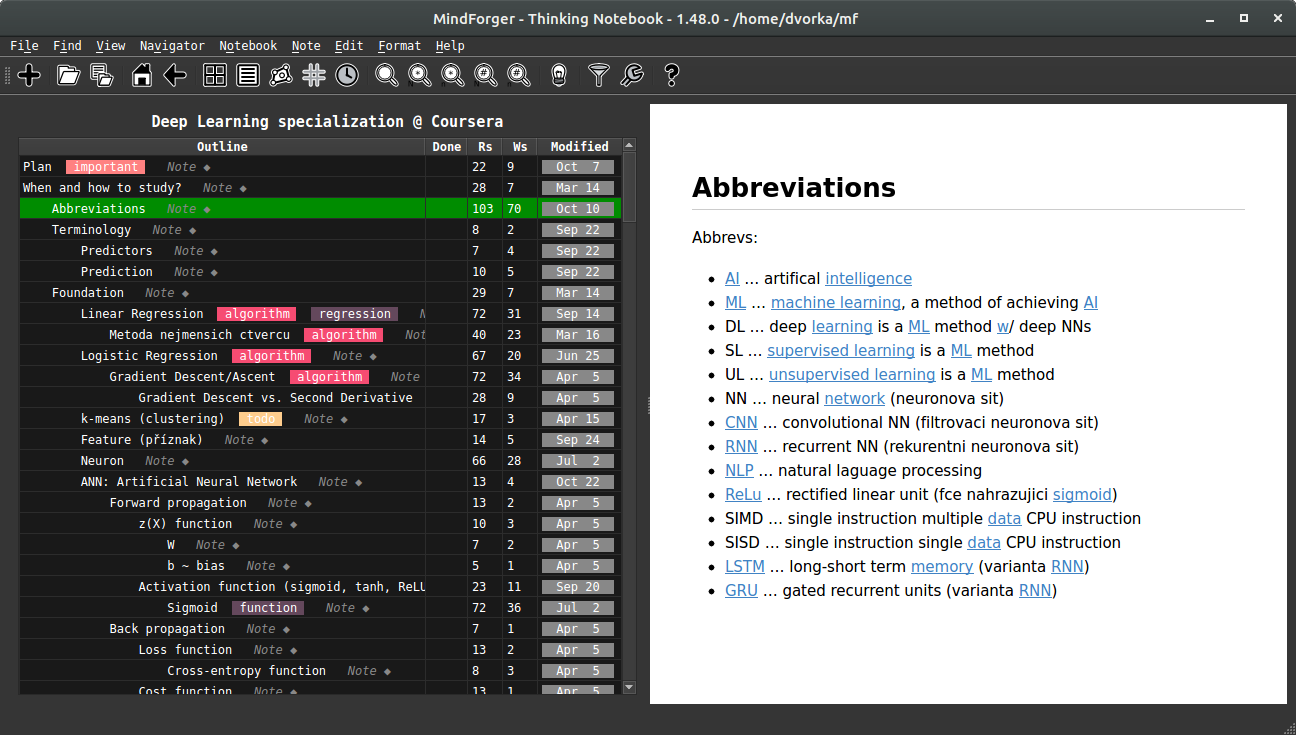 MindForger - Thinking Notebook - 1.48.0 - /home/dvorka/mf
File Find View Navigator Notebook Note Edit Format Help
Deep Learning specialization @ Coursera
Outline Done Rs Ws Modified
Plan important Note ◆ 22 9 Oct 7
When and how to study? Note ◆ 28 7 Mar 14
Abbreviations Note ◆ 103 70 Oct 10
Terminology Note ◆ 8 2 Sep 22
Predictors Note ◆ 7 4 Sep 22
Prediction Note ◆ 10 5 Sep 22
Foundation Note ◆ 29 7 Mar 14
Linear Regression algorithm regression 72 31 Sep 14
Metoda nejmensich ctvercu algorithm Not 40 23 Mar 16
Logistic Regression algorithm Note ◆ 67 20 Jun 25
Gradient Descent/Ascent algorithm Note 72 34 Apr 5
Gradient Descent vs. Second Derivative 28 9 Apr 5
k-means (clustering) todo Note ◆ 17 3 Apr 15
Feature (příznak) Note ◆ 14 5 Sep 24
Neuron Note ◆ 66 28 Jul 2
ANN: Artificial Neural Network Note ◆ 13 4 Oct 22
Forward propagation Note ◆ 13 2 Apr 5
z(X) function Note ◆ 10 3 Apr 5
W Note ◆ 7 2 Apr 5
b ~ bias Note ◆ 5 1 Apr 5
Activation function (sigmoid, tanh, ReLU 23 11 Sep 20
Sigmoid function Note ◆ 72 36 Jul 2
Back propagation Note ◆ 7 1 Apr 5
Loss function Note ◆ 13 2 Apr 5
Cross-entropy function Note ◆ 8 3 Apr 5
Cost function Note ◆ 13 1 Apr 5
Abbreviations
Abbrevs:
• AI ... artifical intelligence
• ML ... machine learning, a method of achieving AI
• DL ... deep learning is a ML method w/ deep NNs
• SL ... supervised learning is a ML method
• UL ... unsupervised learning is a ML method
• NN ... neural network (neuronova sit)
• CNN ... convolutional NN (filtrovaci neuronova sit)
• RNN ... recurrent NN (rekurentni neuronova sit)
• NLP ... natural laguage processing
• ReLu ... rectified linear unit (fce nahrazujici sigmoid)
• SIMD ... single instruction multiple data CPU instruction
• SISD ... single instruction single data CPU instruction
• LSTM ... long-short term memory (varianta RNN)
• GRU ... gated recurrent units (varianta RNN)